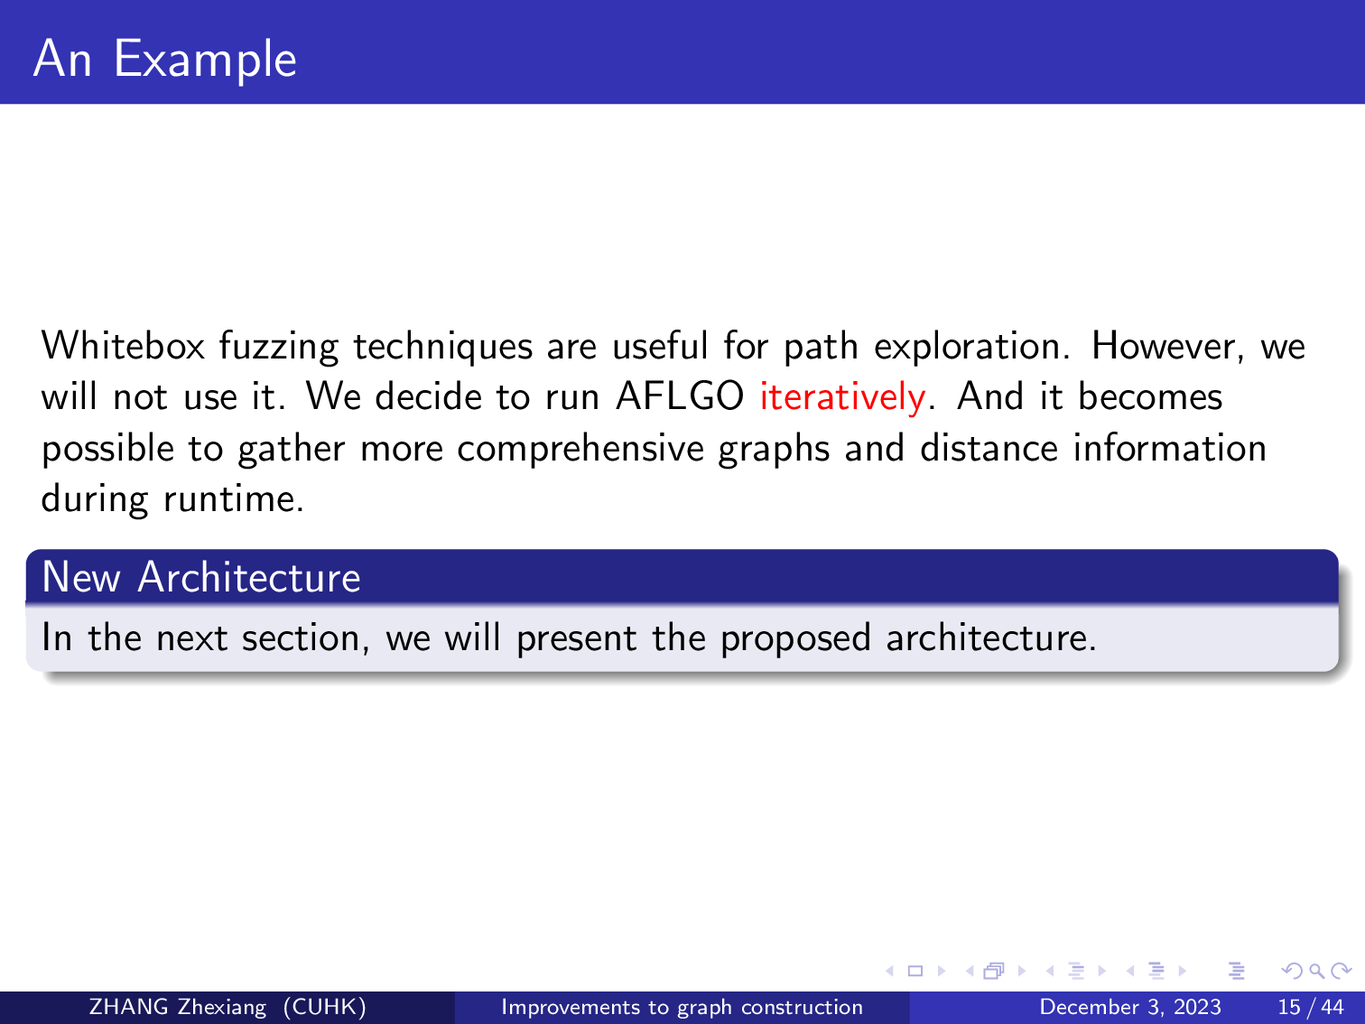 An Example
Whitebox fuzzing techniques are useful for path exploration. However, we
will not use it. We decide to run AFLGO iteratively. And it becomes
possible to gather more comprehensive graphs and distance information
during runtime.
New Architecture
In the next section, we will present the proposed architecture.
ZHANG Zhexiang (CUHK)
Improvements to graph construction
December 3, 2023
15 / 44